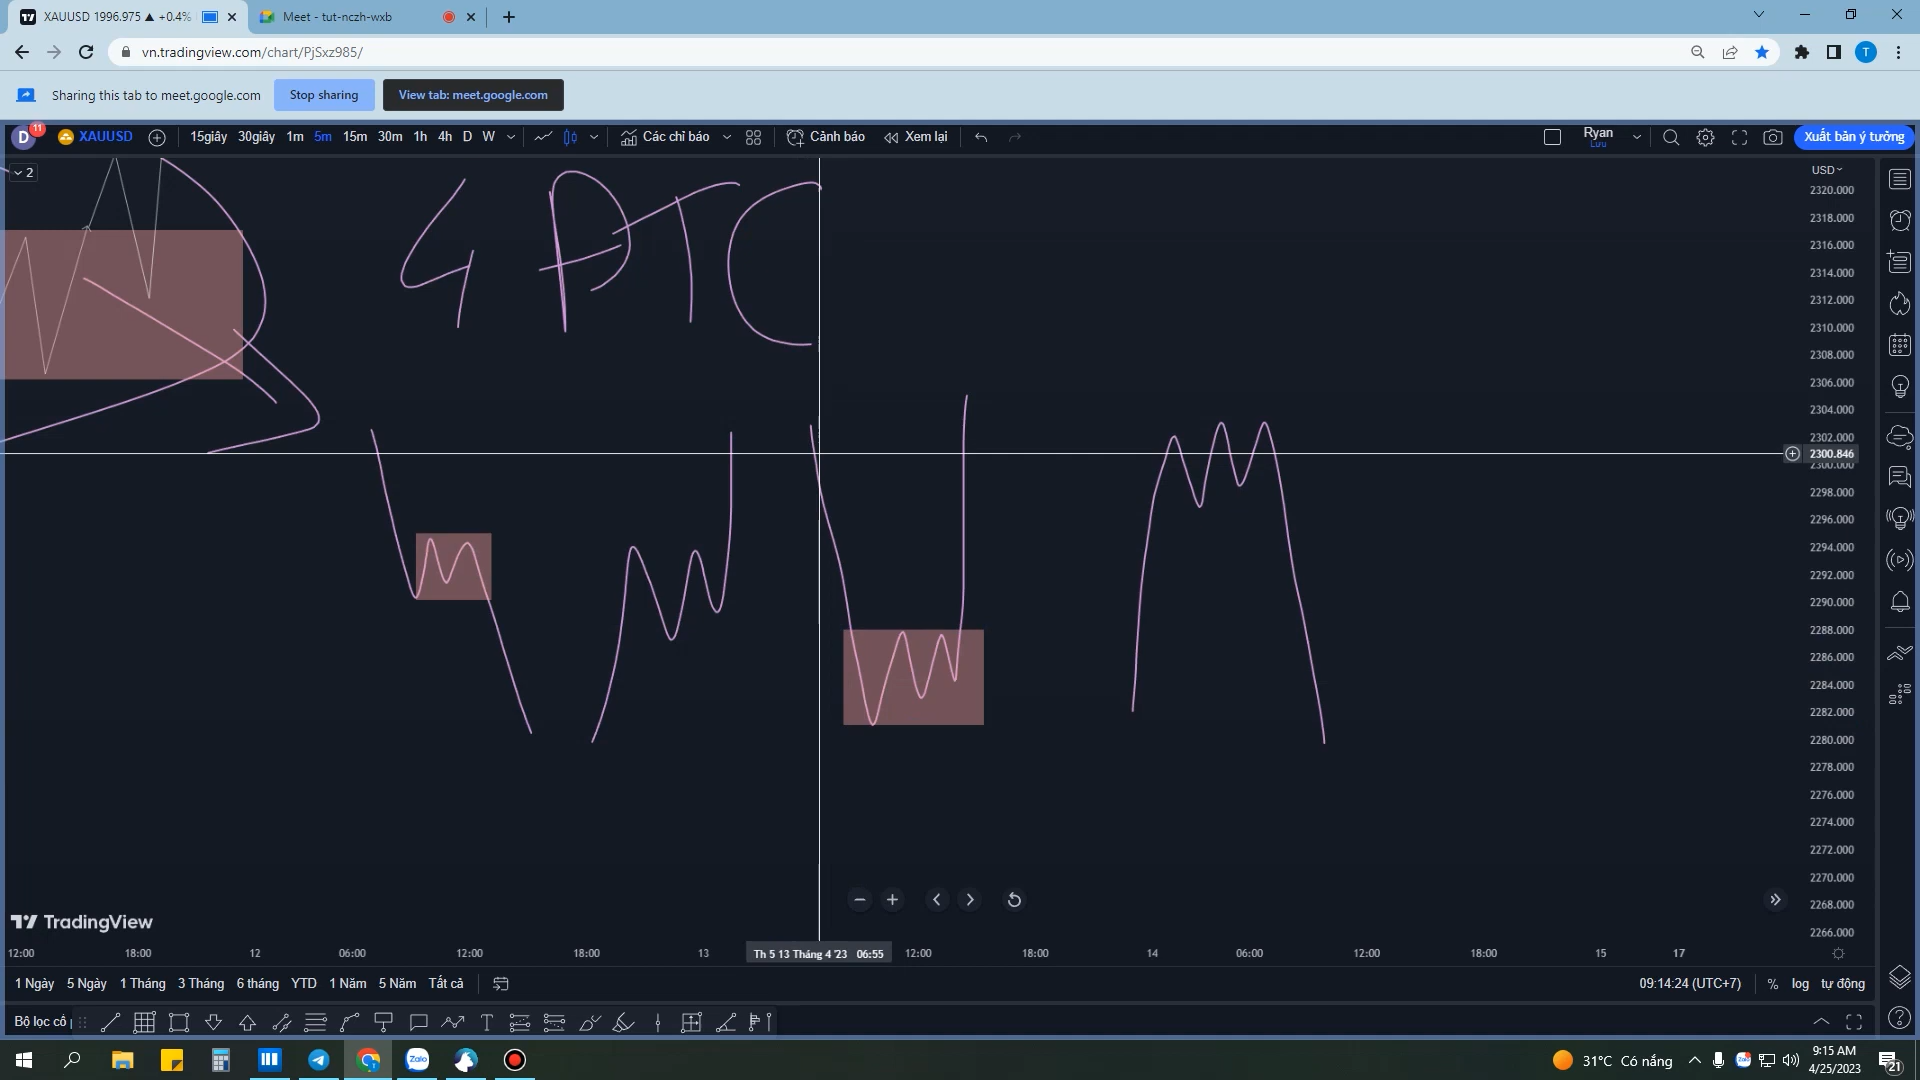 XAUUSD 1996.975 ▲ +0.4%
Meet - tut-nczh-wxb
vn.tradingview.com/chart/PjSxz985/
T
Sharing this tab to meet.google.com
Stop sharing
View tab: meet.google.com
D 11 XAUUSD 15giây 30giây 1m 5m 15m 30m 1h 4h D W Các chỉ báo Cảnh báo Xem lại Ryan Lưu Xuất bản ý tưởng
2
4 PTC
USD
2320.000
2318.000
2316.000
2314.000
2312.000
2310.000
2308.000
2306.000
2304.000
2302.000
2300.846
2300.000
2298.000
2296.000
2294.000
2292.000
2290.000
2288.000
2286.000
2284.000
2282.000
2280.000
2278.000
2276.000
2274.000
2272.000
2270.000
2268.000
2266.000
TradingView
12:00 18:00 12 06:00 12:00 18:00 13 Th 5 13 Tháng 4 '23 06:55 12:00 18:00 14 06:00 12:00 18:00 15 17
1 Ngày 5 Ngày 1 Tháng 3 Tháng 6 tháng YTD 1 Năm 5 Năm Tất cả 09:14:24 (UTC+7) % log tự động
Bộ lọc cổ
Zalo
31°C Có nắng
9:15 AM
4/25/2023
21